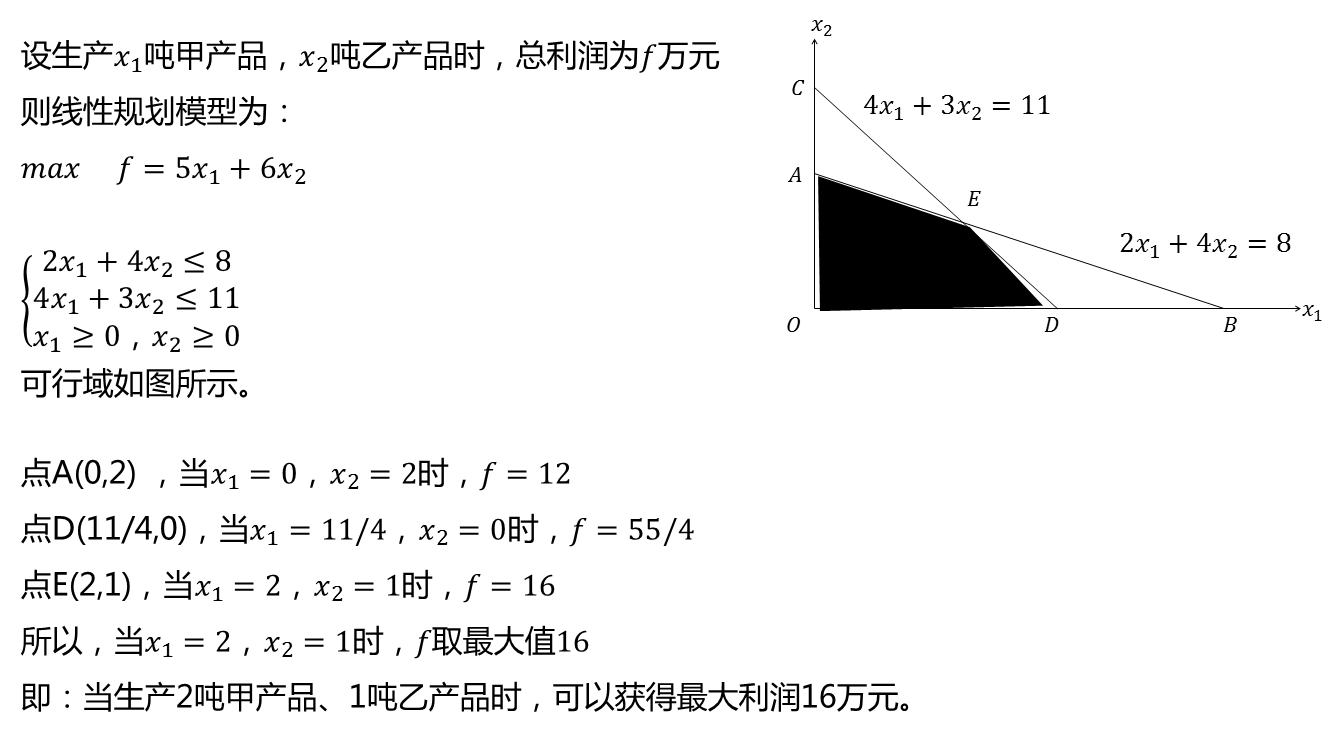 设生产x₁吨甲产品，x₂吨乙产品时，总利润为f万元
则线性规划模型为：
max f = 5x₁ + 6x₂
2x₁ + 4x₂ ≤ 8
4x₁ + 3x₂ ≤ 11
x₁ ≥ 0，x₂ ≥ 0
可行域如图所示。
点A(0,2) ，当x₁ = 0，x₂ = 2时，f = 12
点D(11/4,0)，当x₁ = 11/4，x₂ = 0时，f = 55/4
点E(2,1)，当x₁ = 2，x₂ = 1时，f = 16
所以，当x₁ = 2，x₂ = 1时，f取最大值16
即：当生产2吨甲产品、1吨乙产品时，可以获得最大利润16万元。
x₂
C
4x₁ + 3x₂ = 11
A
E
2x₁ + 4x₂ = 8
O
D
B
x₁